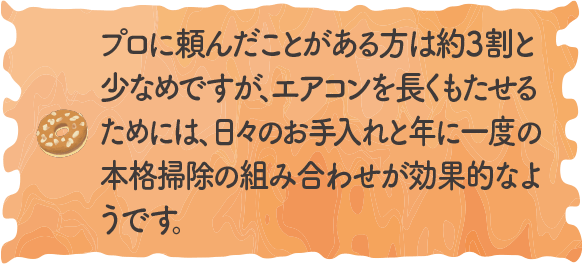 プロに頼んだことがある方は約3割と
少なめですが、エアコンを長くもたせる
ためには、日々のお手入れと年に一度の
本格掃除の組み合わせが効果的なよ
うです。